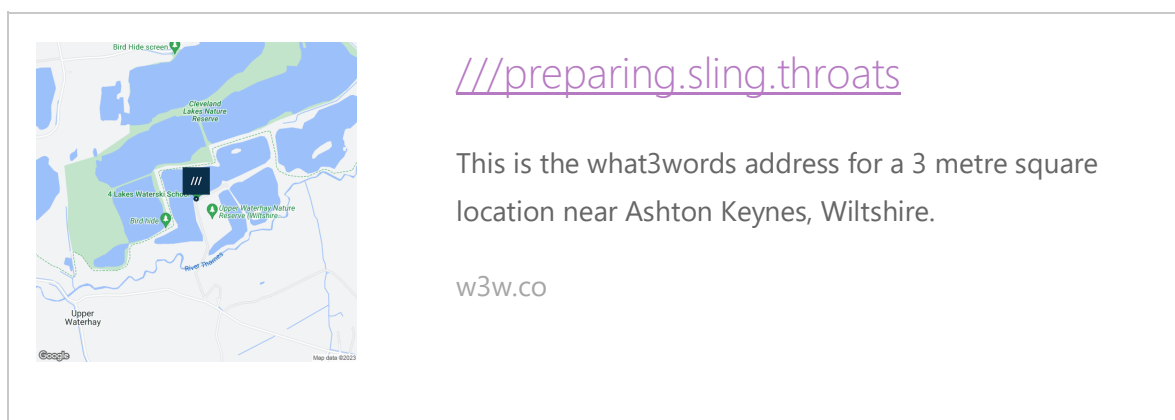 Bird Hide screen
Cleveland
Lakes Nature
Reserve
///
4 Lakes Waterski School
Upper Waterhay Nature
Reserve (Wiltshire
Bird hide
River Thames
Upper
Waterhay
Google
Map data ©2023
///preparing.sling.throats
This is the what3words address for a 3 metre square
location near Ashton Keynes, Wiltshire.
w3w.co